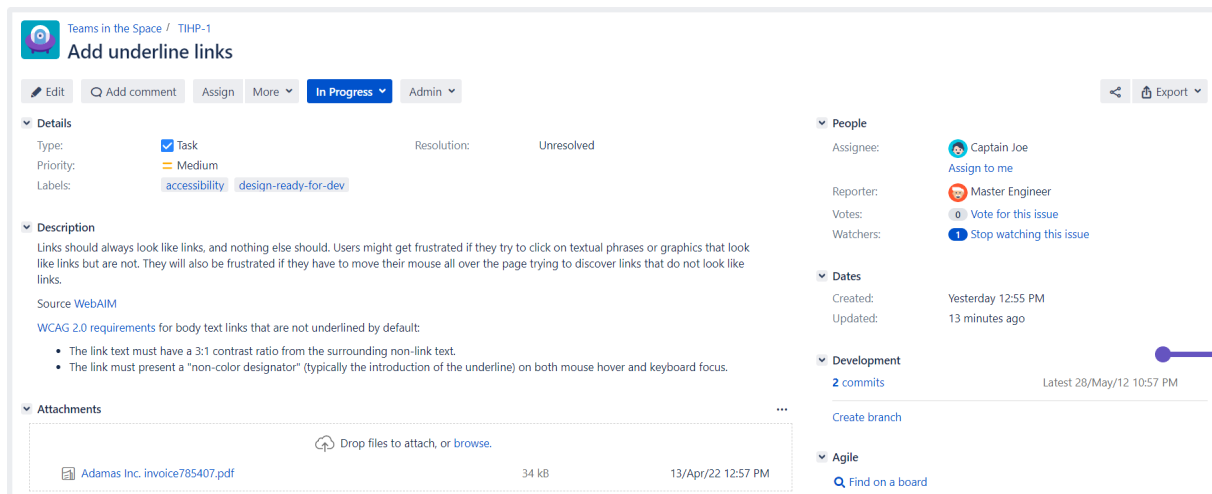 Teams in the Space / TIHP-1
Add underline links
Edit Add comment Assign More In Progress Admin Export
Details
Type: Task Resolution: Unresolved
Priority: Medium
Labels: accessibility design-ready-for-dev
Description
Links should always look like links, and nothing else should. Users might get frustrated if they try to click on textual phrases or graphics that look
like links but are not. They will also be frustrated if they have to move their mouse all over the page trying to discover links that do not look like
links.
Source WebAIM
WCAG 2.0 requirements for body text links that are not underlined by default:
• The link text must have a 3:1 contrast ratio from the surrounding non-link text.
• The link must present a "non-color designator" (typically the introduction of the underline) on both mouse hover and keyboard focus.
Attachments
Drop files to attach, or browse.
Adamas Inc. invoice785407.pdf 34 kB 13/Apr/22 12:57 PM
People
Assignee: Captain Joe
Assign to me
Reporter: Master Engineer
Votes: 0 Vote for this issue
Watchers: 1 Stop watching this issue
Dates
Created: Yesterday 12:55 PM
Updated: 13 minutes ago
Development
2 commits Latest 28/May/12 10:57 PM
Create branch
Agile
Find on a board